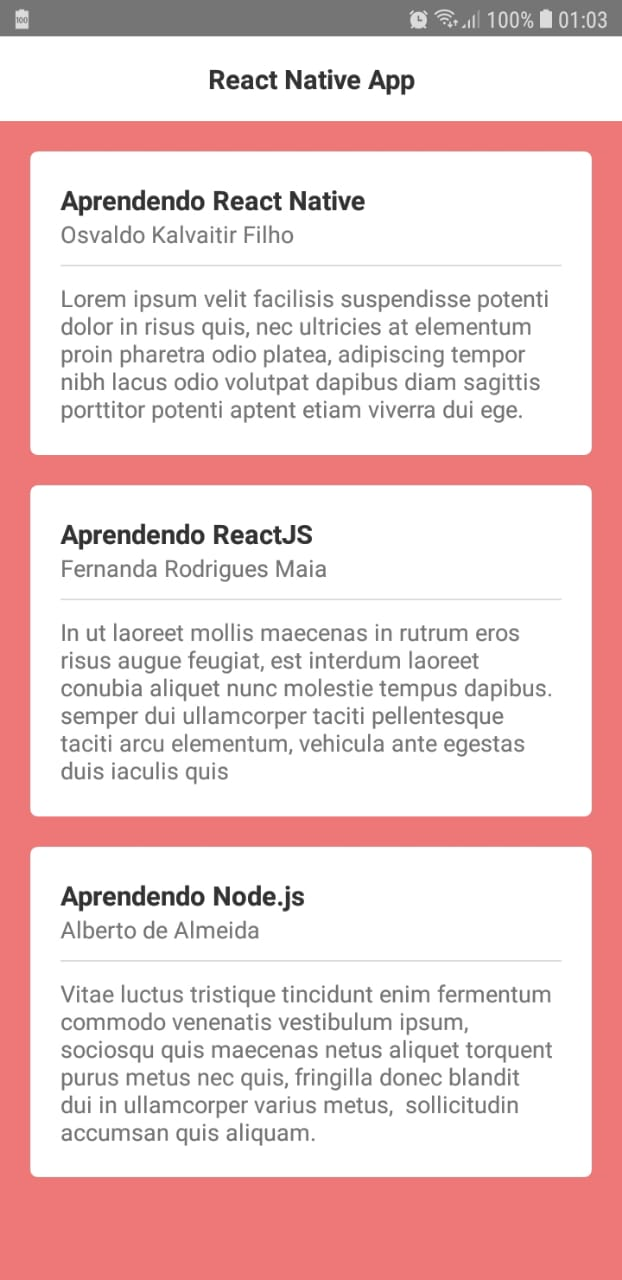 100 100% 01:03
React Native App
Aprendendo React Native
Osvaldo Kalvaitir Filho
Lorem ipsum velit facilisis suspendisse potenti
dolor in risus quis, nec ultricies at elementum
proin pharetra odio platea, adipiscing tempor
nibh lacus odio volutpat dapibus diam sagittis
porttitor potenti aptent etiam viverra dui ege.
Aprendendo ReactJS
Fernanda Rodrigues Maia
In ut laoreet mollis maecenas in rutrum eros
risus augue feugiat, est interdum laoreet
conubia aliquet nunc molestie tempus dapibus.
semper dui ullamcorper taciti pellentesque
taciti arcu elementum, vehicula ante egestas
duis iaculis quis
Aprendendo Node.js
Alberto de Almeida
Vitae luctus tristique tincidunt enim fermentum
commodo venenatis vestibulum ipsum,
sociosqu quis maecenas netus aliquet torquent
purus metus nec quis, fringilla donec blandit
dui in ullamcorper varius metus,  sollicitudin
accumsan quis aliquam.